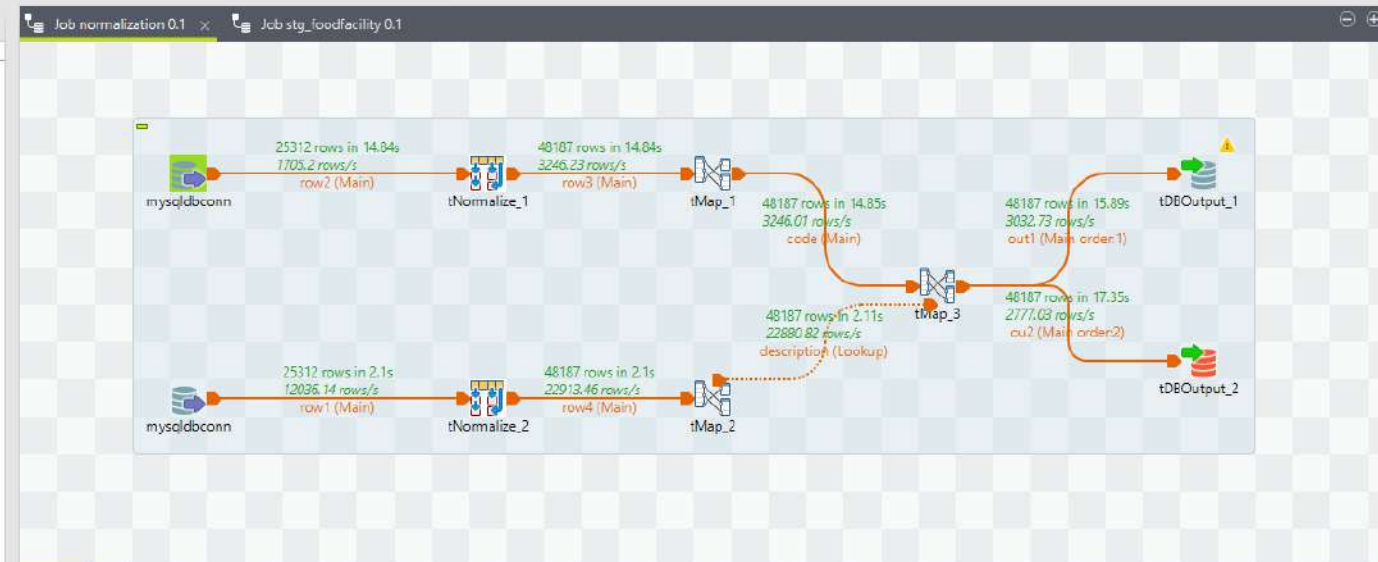 Job normalization 0.1
Job stg_foodfacility 0.1
25312 rows in 14.84s
1705.2 rows/s
row2 (Main)
48187 rows in 14.84s
3246.23 rows/s
row3 (Main)
mysqldbconn
tNormalize_1
tMap_1
48187 rows in 14.85s
3246.01 rows/s
code (Main)
48187 rows in 15.89s
3032.73 rows/s
out1 (Main order:1)
tDBOutput_1
tMap_3
48187 rows in 2.11s
22880.82 rows/s
description (Lookup)
48187 rows in 17.35s
2777.03 rows/s
ou2 (Main order:2)
tDBOutput_2
25312 rows in 2.1s
12036.14 rows/s
row1 (Main)
48187 rows in 2.1s
22913.46 rows/s
row4 (Main)
mysqldbconn
tNormalize_2
tMap_2